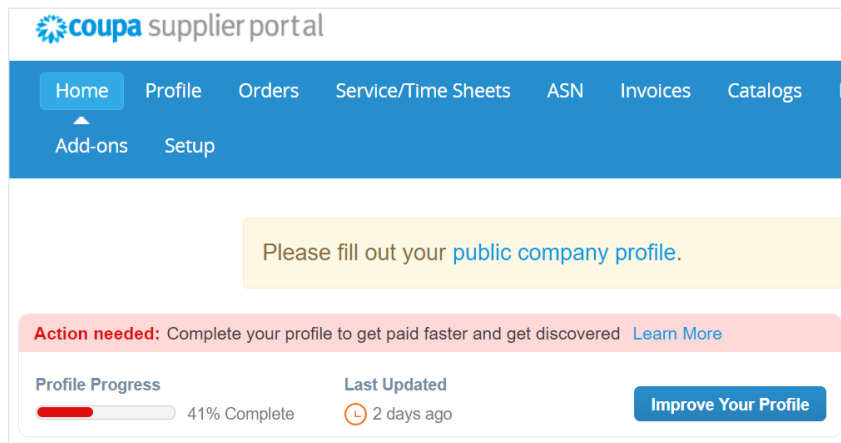 coupa supplier portal
Home Profile Orders Service/Time Sheets ASN Invoices Catalogs
Add-ons Setup
Please fill out your public company profile.
Action needed: Complete your profile to get paid faster and get discovered Learn More
Profile Progress Last Updated
41% Complete 2 days ago Improve Your Profile